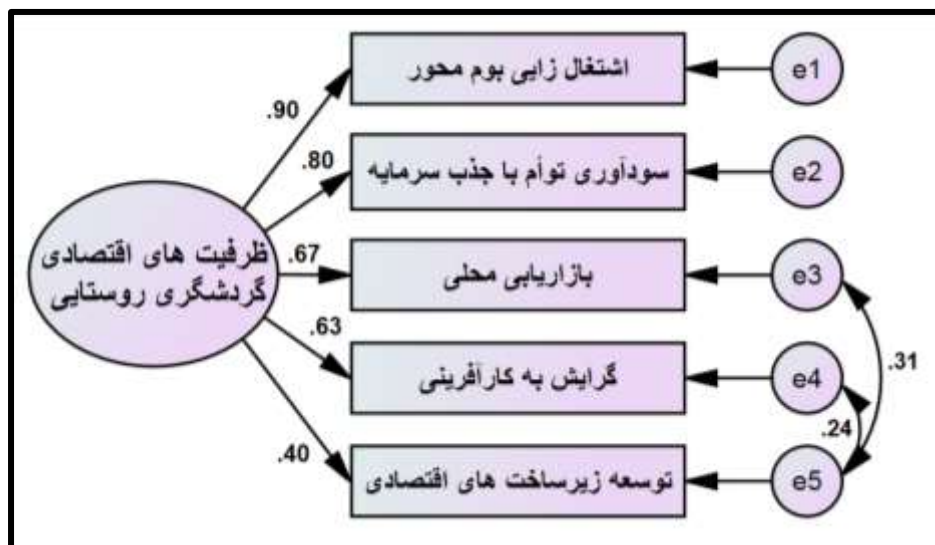 اشتغال زایی بوم محور
e1
.90
سودآوری توأم با جذب سرمایه
e2
.80
ظرفیت های اقتصادی
گردشگری روستایی
.67
بازاریابی محلی
e3
.63
گرایش به کارآفرینی
e4
.31
.24
.40
توسعه زیرساخت های اقتصادی
e5